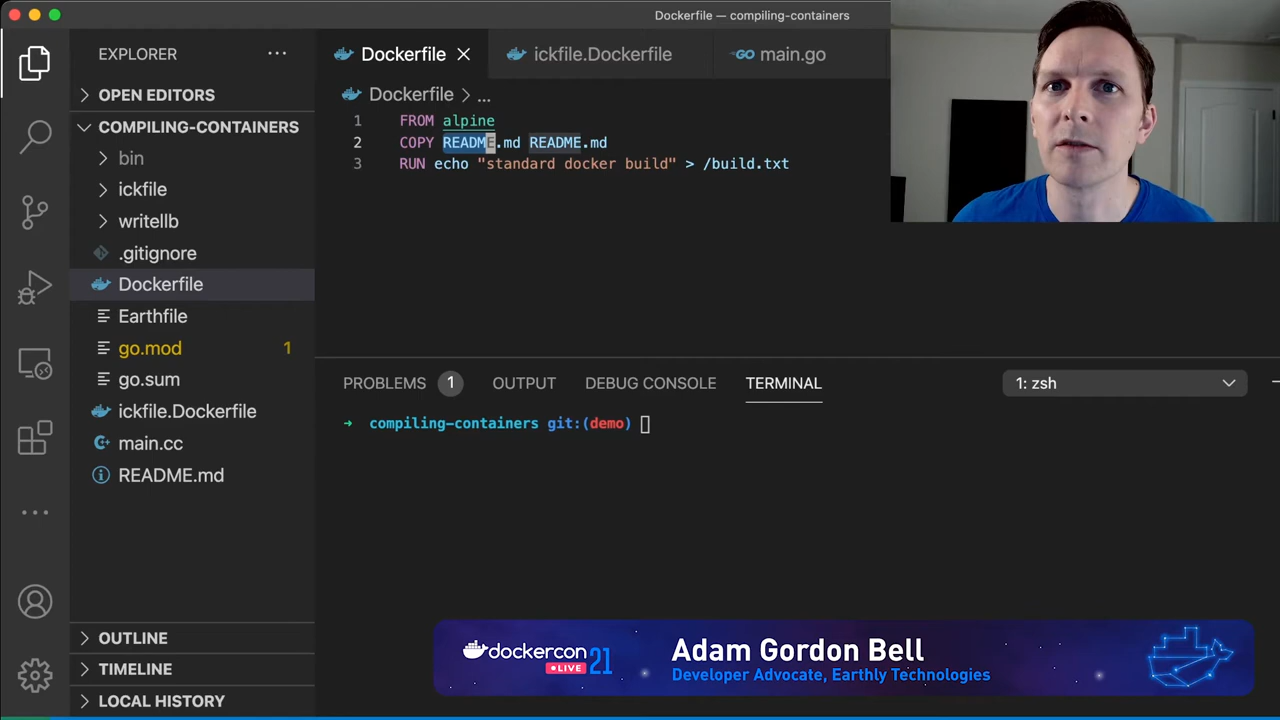 Dockerfile — compiling-containers
EXPLORER
OPEN EDITORS
COMPILING-CONTAINERS
bin
ickfile
writellb
.gitignore
Dockerfile
Earthfile
go.mod 1
go.sum
ickfile.Dockerfile
main.cc
README.md
OUTLINE
TIMELINE
LOCAL HISTORY
Dockerfile ickfile.Dockerfile GO main.go
Dockerfile > ...
1 FROM alpine
2 COPY README.md README.md
3 RUN echo "standard docker build" > /build.txt
PROBLEMS 1 OUTPUT DEBUG CONSOLE TERMINAL 1: zsh
→ compiling-containers git:(demo)
dockercon LIVE 21
Adam Gordon Bell
Developer Advocate, Earthly Technologies